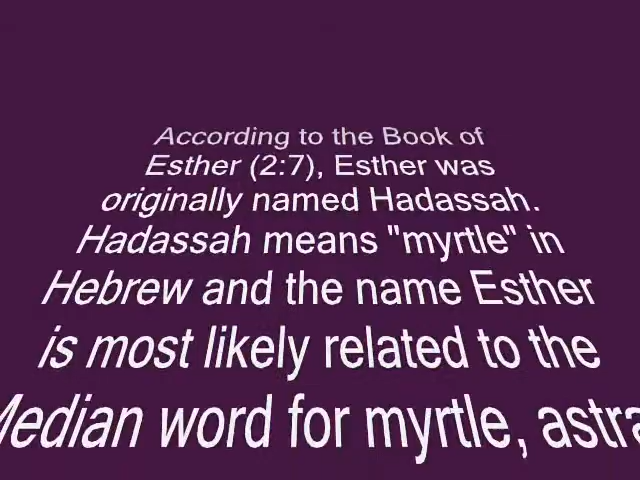 According to the Book of
Esther (2:7), Esther was
originally named Hadassah.
Hadassah means "myrtle" in
Hebrew and the name Esther
is most likely related to the
Median word for myrtle, astra